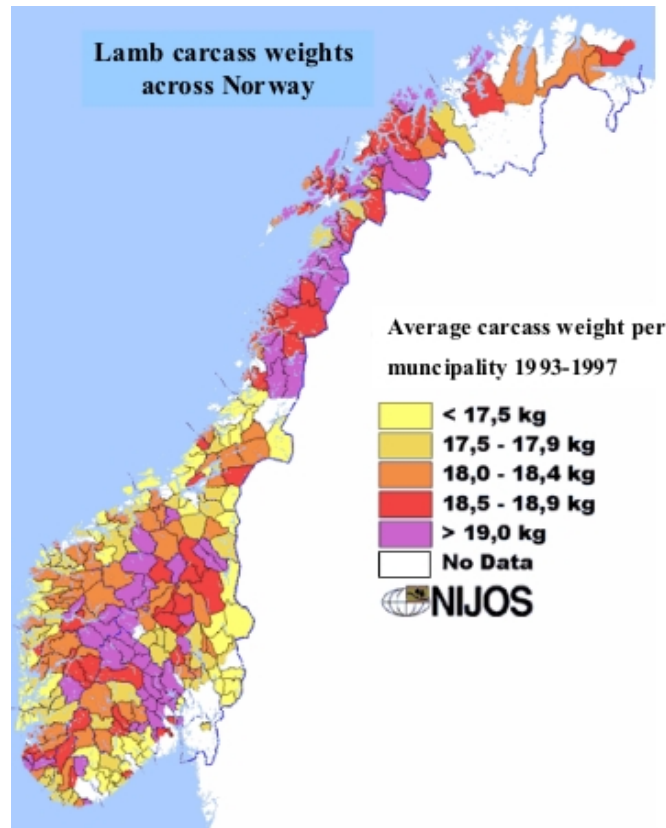 Lamb carcass weights
across Norway
Average carcass weight per
muncipality 1993-1997
< 17,5 kg
17,5 - 17,9 kg
18,0 - 18,4 kg
18,5 - 18,9 kg
> 19,0 kg
No Data
NIJOS